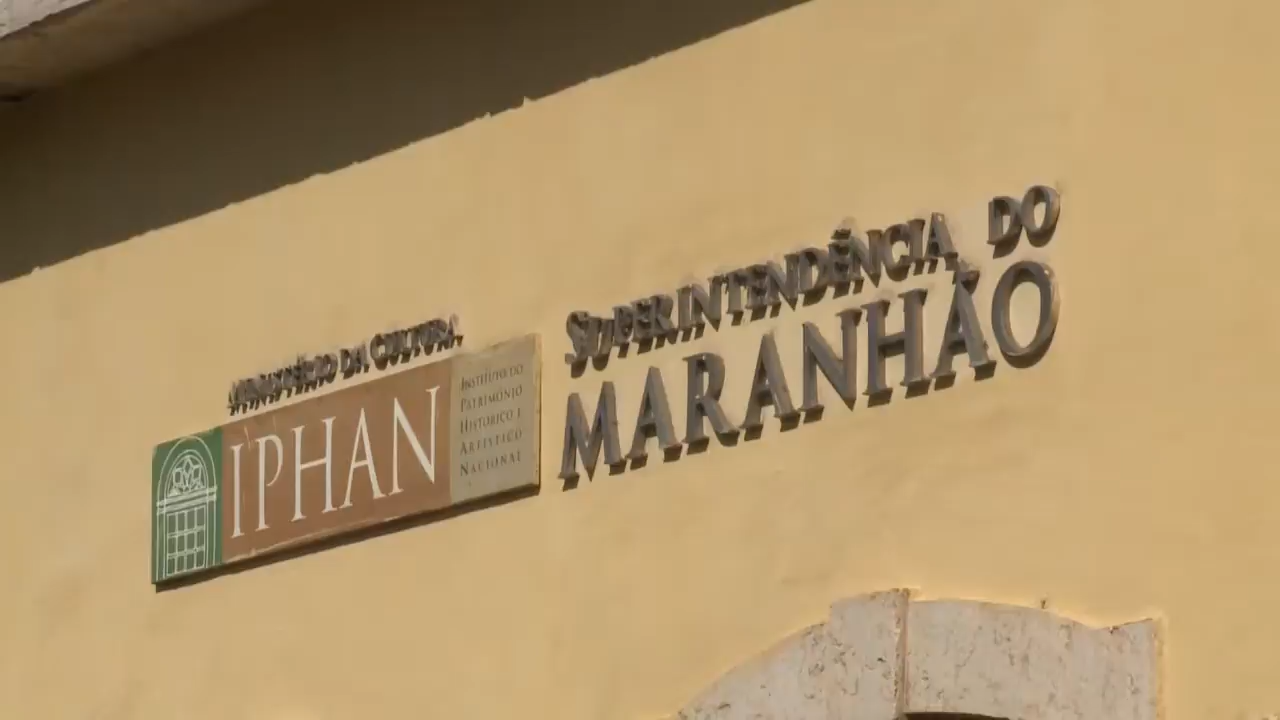 MINISTÉRIO DA CULTURA
IPHAN
INSTITUTO DO
PATRIMÔNIO
HISTÓRICO E
ARTÍSTICO
NACIONAL
SUPERINTENDÊNCIA DO
MARANHÃO